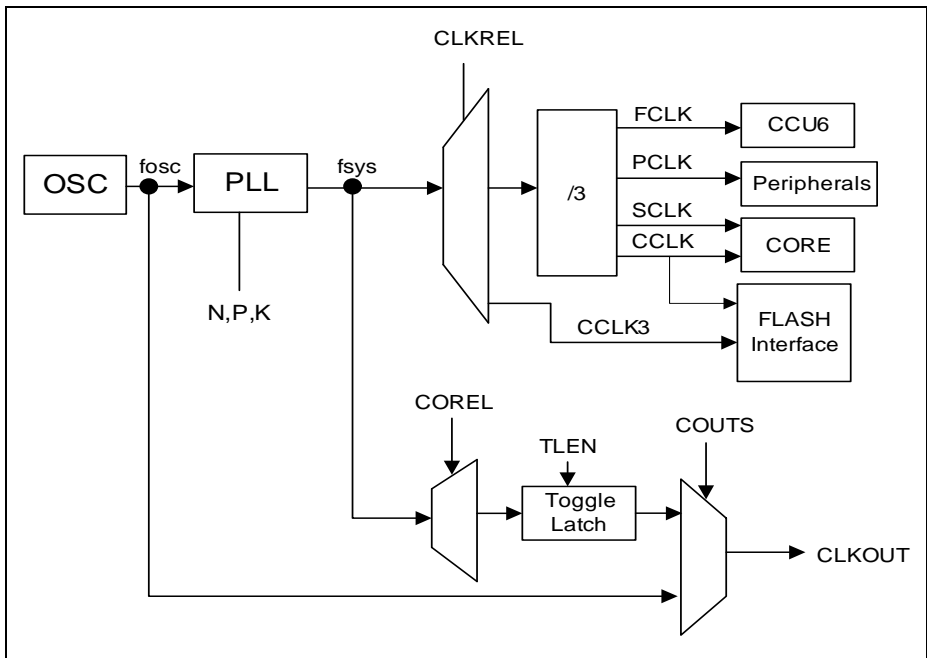 CLKREL
FCLK
CCU6
fosc
fsys
PCLK
OSC
PLL
/3
Peripherals
SCLK
CCLK
CORE
N,P,K
CCLK3
FLASH
Interface
COREL
COUTS
TLEN
Toggle
Latch
CLKOUT